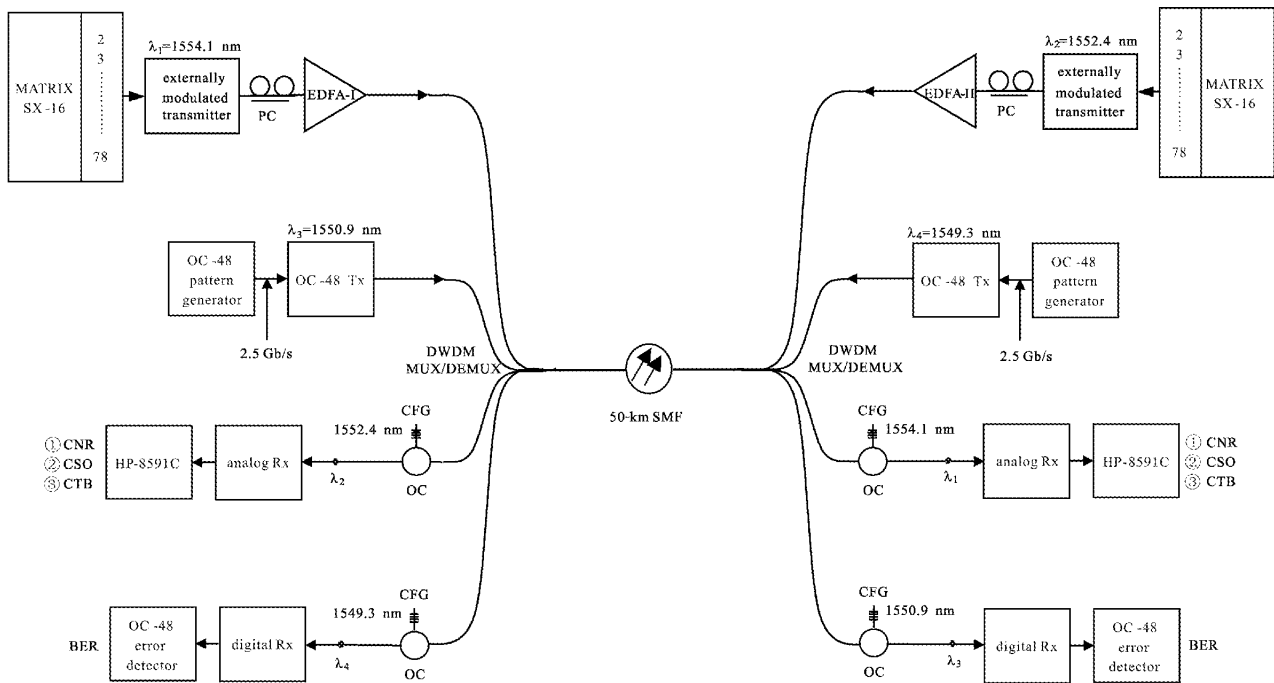 MATRIX
SX-16
2
3
78
λ1=1554.1 nm
externally
modulated
transmitter
PC
EDFA-I
EDFA-II
PC
λ2=1552.4 nm
externally
modulated
transmitter
2
3
78
MATRIX
SX-16
OC-48
pattern
generator
2.5 Gb/s
λ3=1550.9 nm
OC-48 Tx
λ4=1549.3 nm
OC-48 Tx
OC-48
pattern
generator
2.5 Gb/s
DWDM
MUX/DEMUX
50-km SMF
DWDM
MUX/DEMUX
① CNR
② CSO
③ CTB
HP-8591C
analog Rx
λ2
1552.4 nm
CFG
OC
CFG
1554.1 nm
OC
λ1
analog Rx
HP-8591C
① CNR
② CSO
③ CTB
BER
OC-48
error
detector
digital Rx
λ4
1549.3 nm
CFG
OC
CFG
1550.9 nm
OC
λ3
digital Rx
OC-48
error
detector
BER